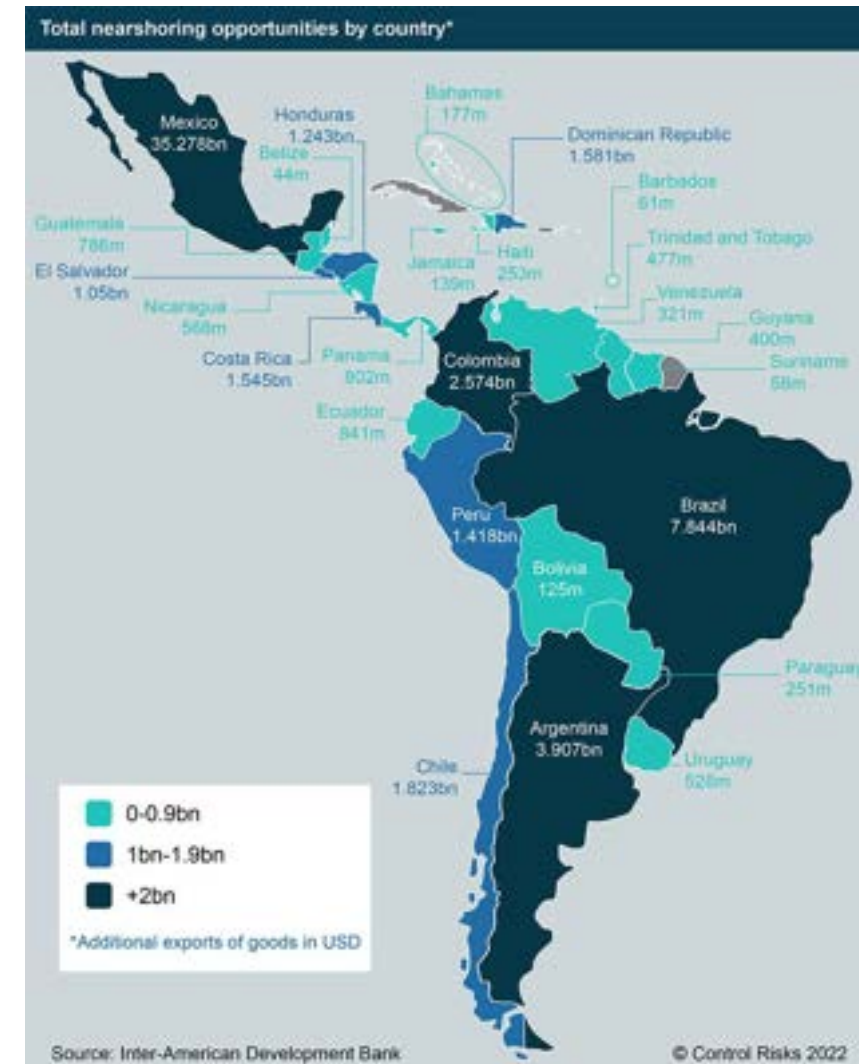 Total nearshoring opportunities by country*
Mexico
35.278bn
Honduras
1.243bn
Belize
44m
Bahamas
177m
Dominican Republic
1.581bn
Barbados
61m
Guatemala
786m
El Salvador
1.05bn
Nicaragua
568m
Jamaica
139m
Haiti
253m
Trinidad and Tobago
477m
Venezuela
321m
Guyana
400m
Suriname
Costa Rica
1.545bn
Panama
902m
Colombia
2.574bn
Ecuador
841m
Peru
1.418bn
Brazil
7.844bn
Bolivia
125m
Paraguay
251m
Argentina
3.907bn
Chile
1.823bn
Uruguay
528m
0-0.9bn
1bn-1.9bn
+2bn
*Additional exports of goods in USD
Source: Inter-American Development Bank
© Control Risks 2022